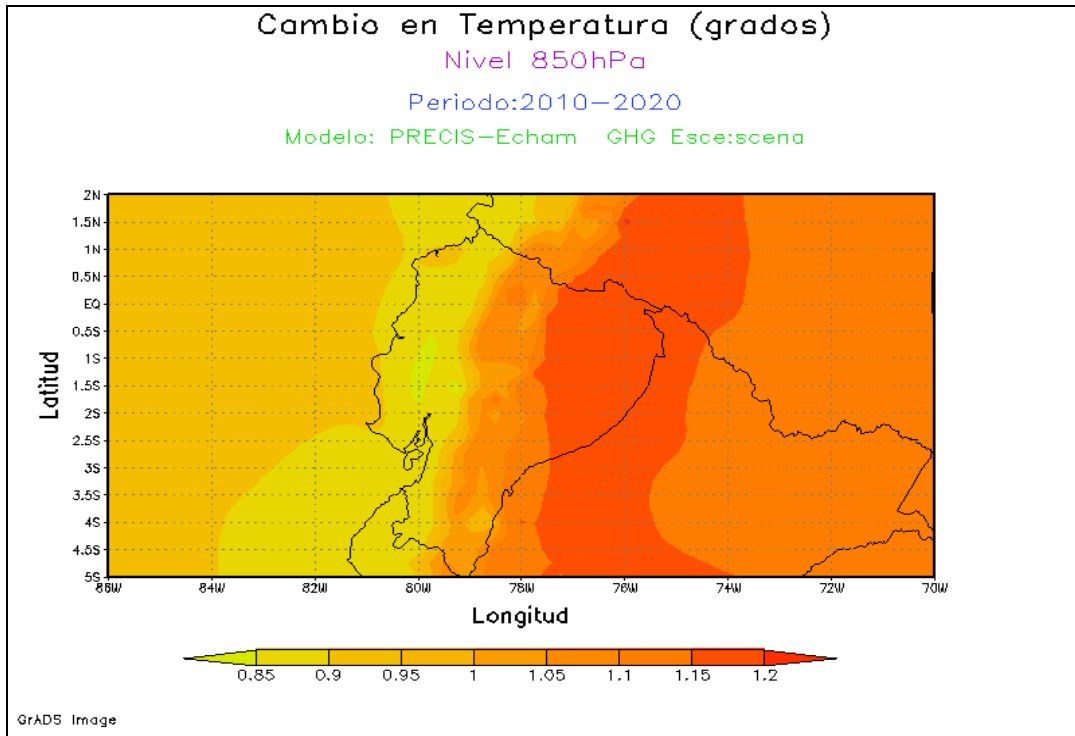 Cambio en Temperatura (grados)
Nivel 850hPa
Periodo:2010-2020
Modelo: PRECIS-Echam GHG Esce:scena
2N
1.5N
1N
0.5N
EQ
0.5S
1S
1.5S
2S
2.5S
3S
3.5S
4S
4.5S
5S
Latitud
86W 84W 82W 80W 78W 76W 74W 72W 70W
Longitud
0.85 0.9 0.95 1 1.05 1.1 1.15 1.2
GrADS Image